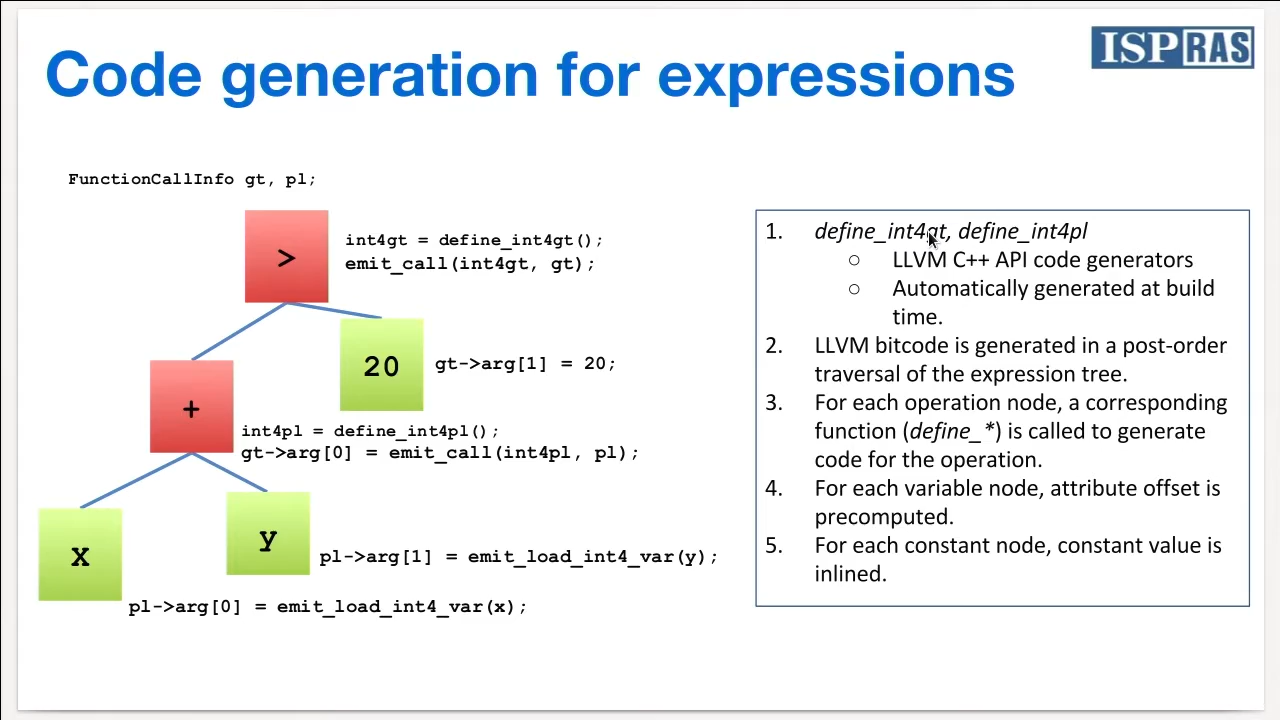 ISPRAS
Code generation for expressions
FunctionCallInfo gt, pl;
>
int4gt = define_int4gt();
emit_call(int4gt, gt);
20
gt->arg[1] = 20;
+
int4pl = define_int4pl();
gt->arg[0] = emit_call(int4pl, pl);
x
y
pl->arg[1] = emit_load_int4_var(y);
pl->arg[0] = emit_load_int4_var(x);
1. define_int4gt, define_int4pl
○ LLVM C++ API code generators
○ Automatically generated at build
time.
2. LLVM bitcode is generated in a post-order
traversal of the expression tree.
3. For each operation node, a corresponding
function (define_*) is called to generate
code for the operation.
4. For each variable node, attribute offset is
precomputed.
5. For each constant node, constant value is
inlined.